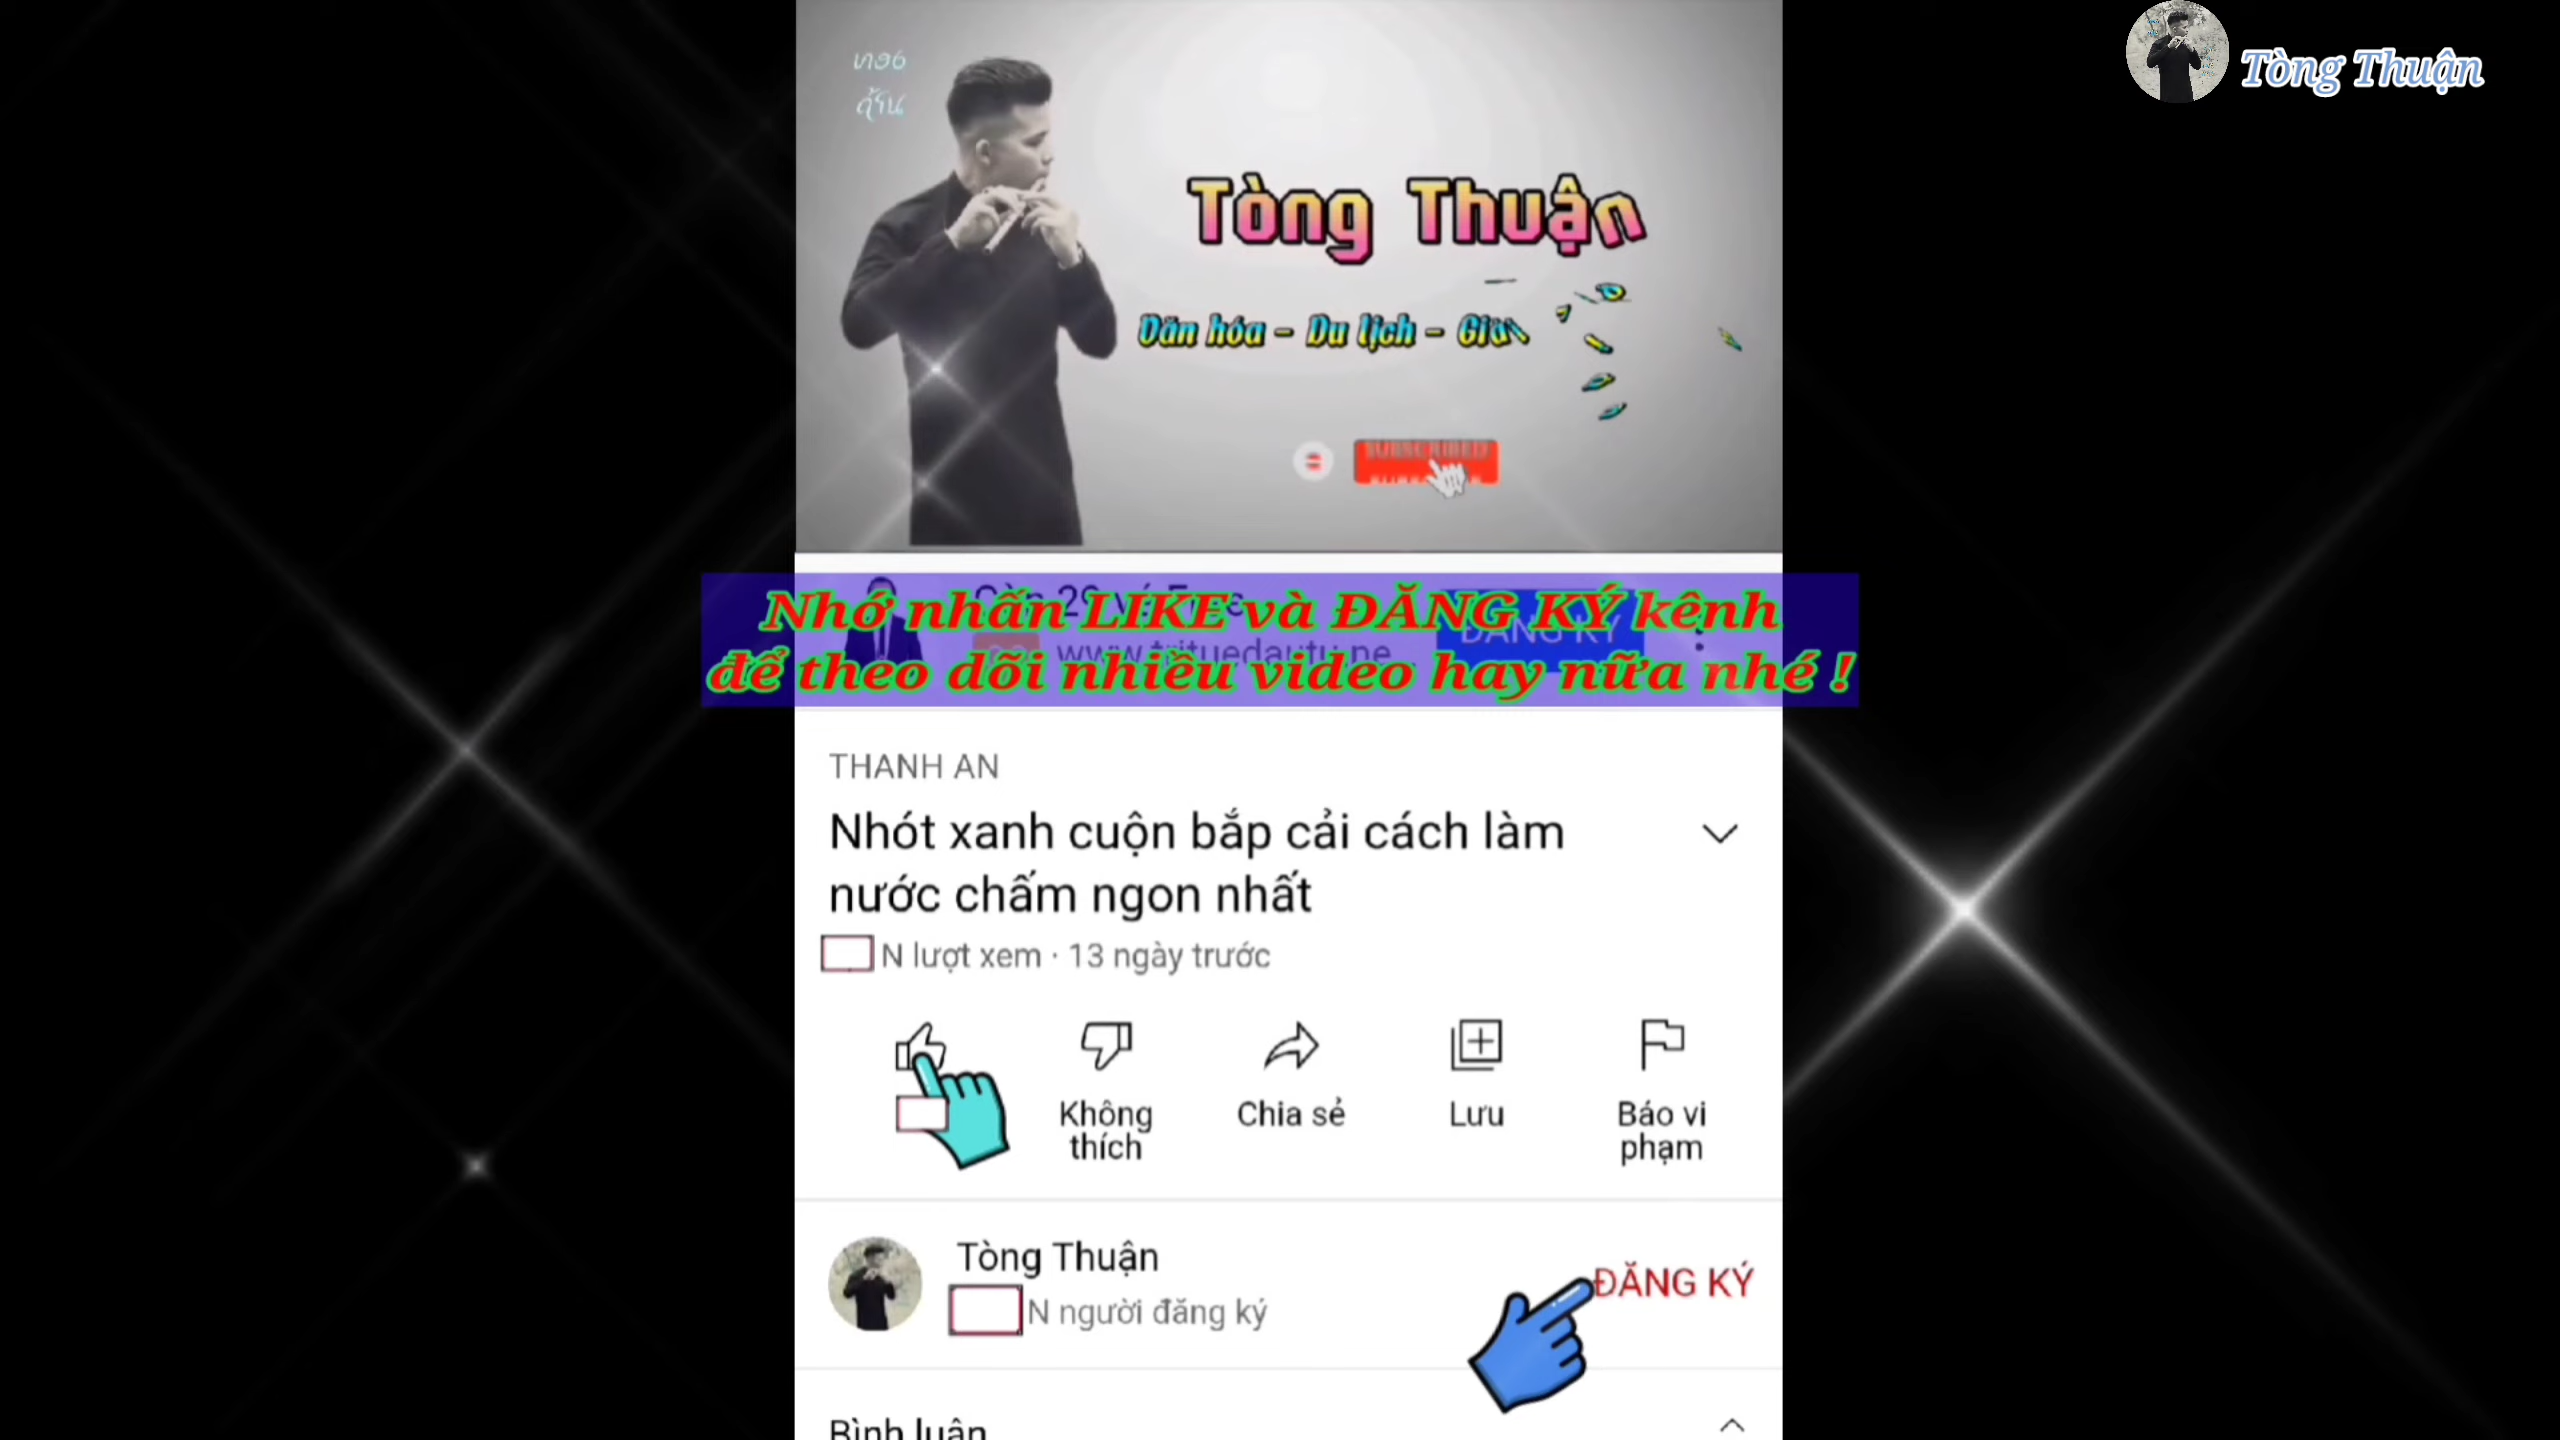 Tòng Thuận
Tòng Thuận
Văn hóa - Du lịch -
Nhớ nhấn LIKE và ĐĂNG KÝ kênh
để theo dõi nhiều video hay nữa nhé !
THANH AN
Nhót xanh cuộn bắp cải cách làm
nước chấm ngon nhất
N lượt xem · 13 ngày trước
Không
thích
Chia sẻ
Lưu
Báo vi
phạm
Tòng Thuận
N người đăng ký
ĐĂNG KÝ
Bình luận